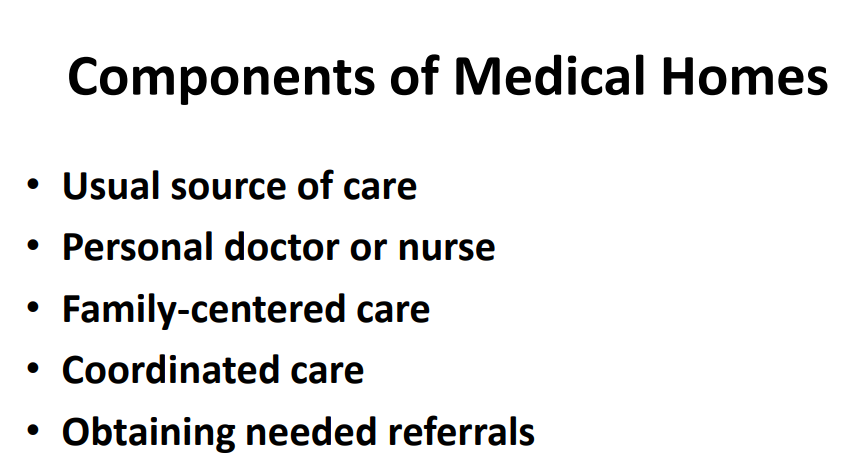 Components of Medical Homes
• Usual source of care
• Personal doctor or nurse
• Family-centered care
• Coordinated care
• Obtaining needed referrals